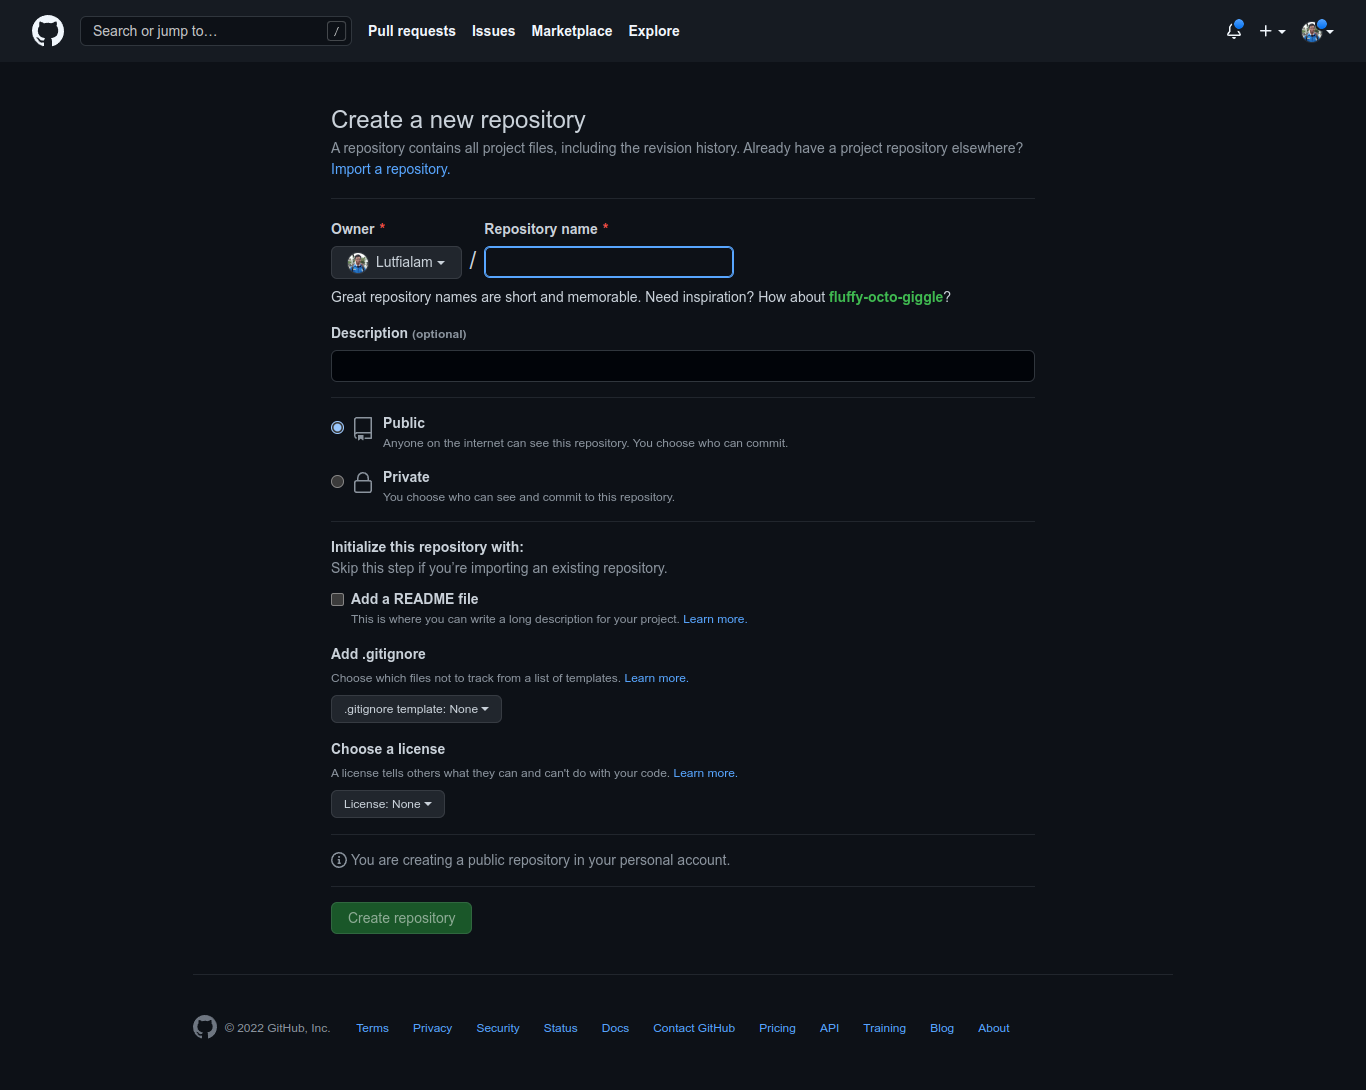 Search or jump to… /
Pull requests Issues Marketplace Explore
Create a new repository
A repository contains all project files, including the revision history. Already have a project repository elsewhere?
Import a repository.
Owner * Repository name *
Lutfialam /
Great repository names are short and memorable. Need inspiration? How about fluffy-octo-giggle?
Description (optional)
Public
Anyone on the internet can see this repository. You choose who can commit.
Private
You choose who can see and commit to this repository.
Initialize this repository with:
Skip this step if you’re importing an existing repository.
Add a README file
This is where you can write a long description for your project. Learn more.
Add .gitignore
Choose which files not to track from a list of templates. Learn more.
.gitignore template: None
Choose a license
A license tells others what they can and can't do with your code. Learn more.
License: None
You are creating a public repository in your personal account.
Create repository
© 2022 GitHub, Inc. Terms Privacy Security Status Docs Contact GitHub Pricing API Training Blog About